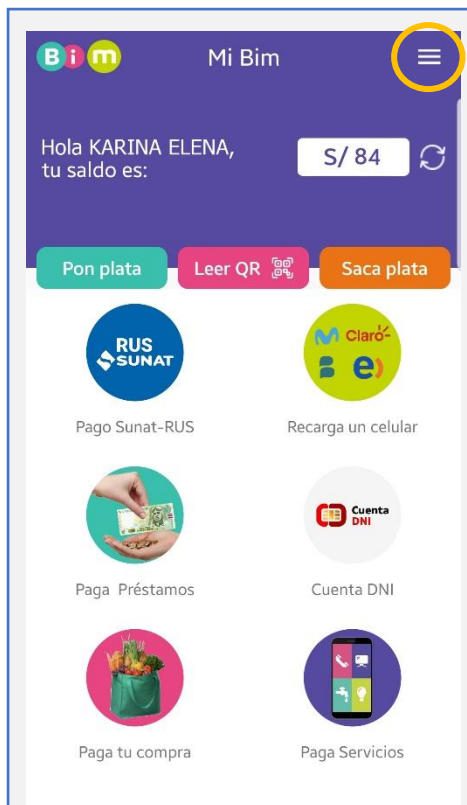 Bim
Mi Bim
Hola KARINA ELENA,
tu saldo es:
S/ 84
Pon plata
Leer QR
Saca plata
RUS
SUNAT
Pago Sunat-RUS
Claro
B e)
Recarga un celular
Paga Préstamos
Cuenta
DNI
Cuenta DNI
Paga tu compra
Paga Servicios